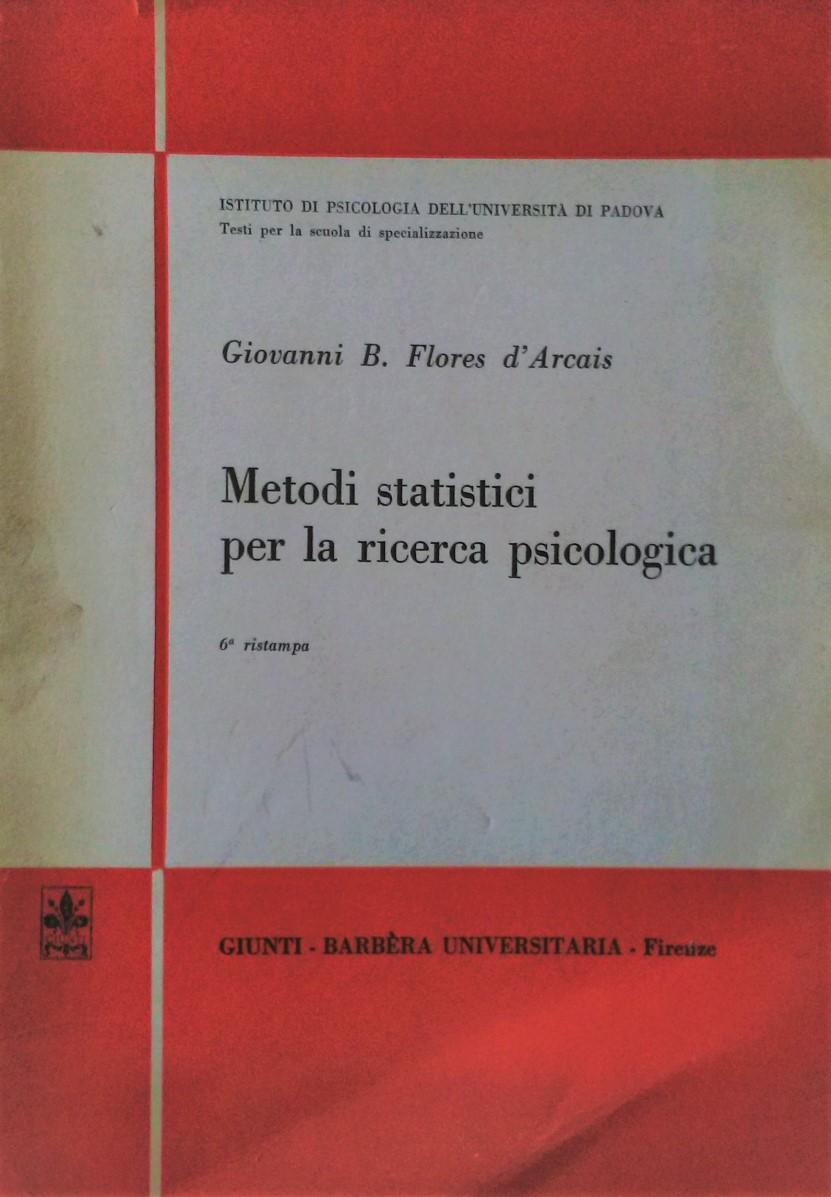 ISTITUTO DI PSICOLOGIA DELL'UNIVERSITÀ DI PADOVA
Testi per la scuola di specializzazione
Giovanni B. Flores d'Arcais
Metodi statistici
per la ricerca psicologica
6ª ristampa
GIUNTI - BARBÈRA UNIVERSITARIA - Firenze